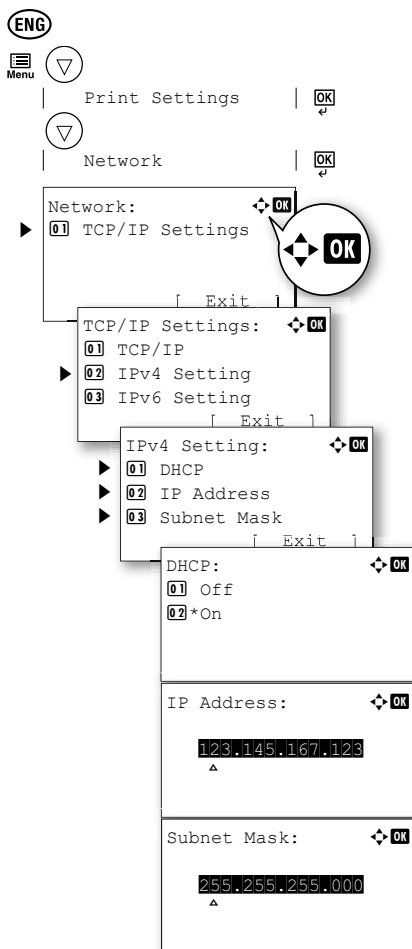 ENG
Menu
Print Settings OK
Network OK
Network: OK
01 TCP/IP Settings
OK
[ Exit ]
TCP/IP Settings: OK
01 TCP/IP
02 IPv4 Setting
03 IPv6 Setting
[ Exit ]
IPv4 Setting: OK
01 DHCP
02 IP Address
03 Subnet Mask
[ Exit ]
DHCP: OK
01 Off
02 *On
IP Address: OK
123.145.167.123
Subnet Mask: OK
255.255.255.000